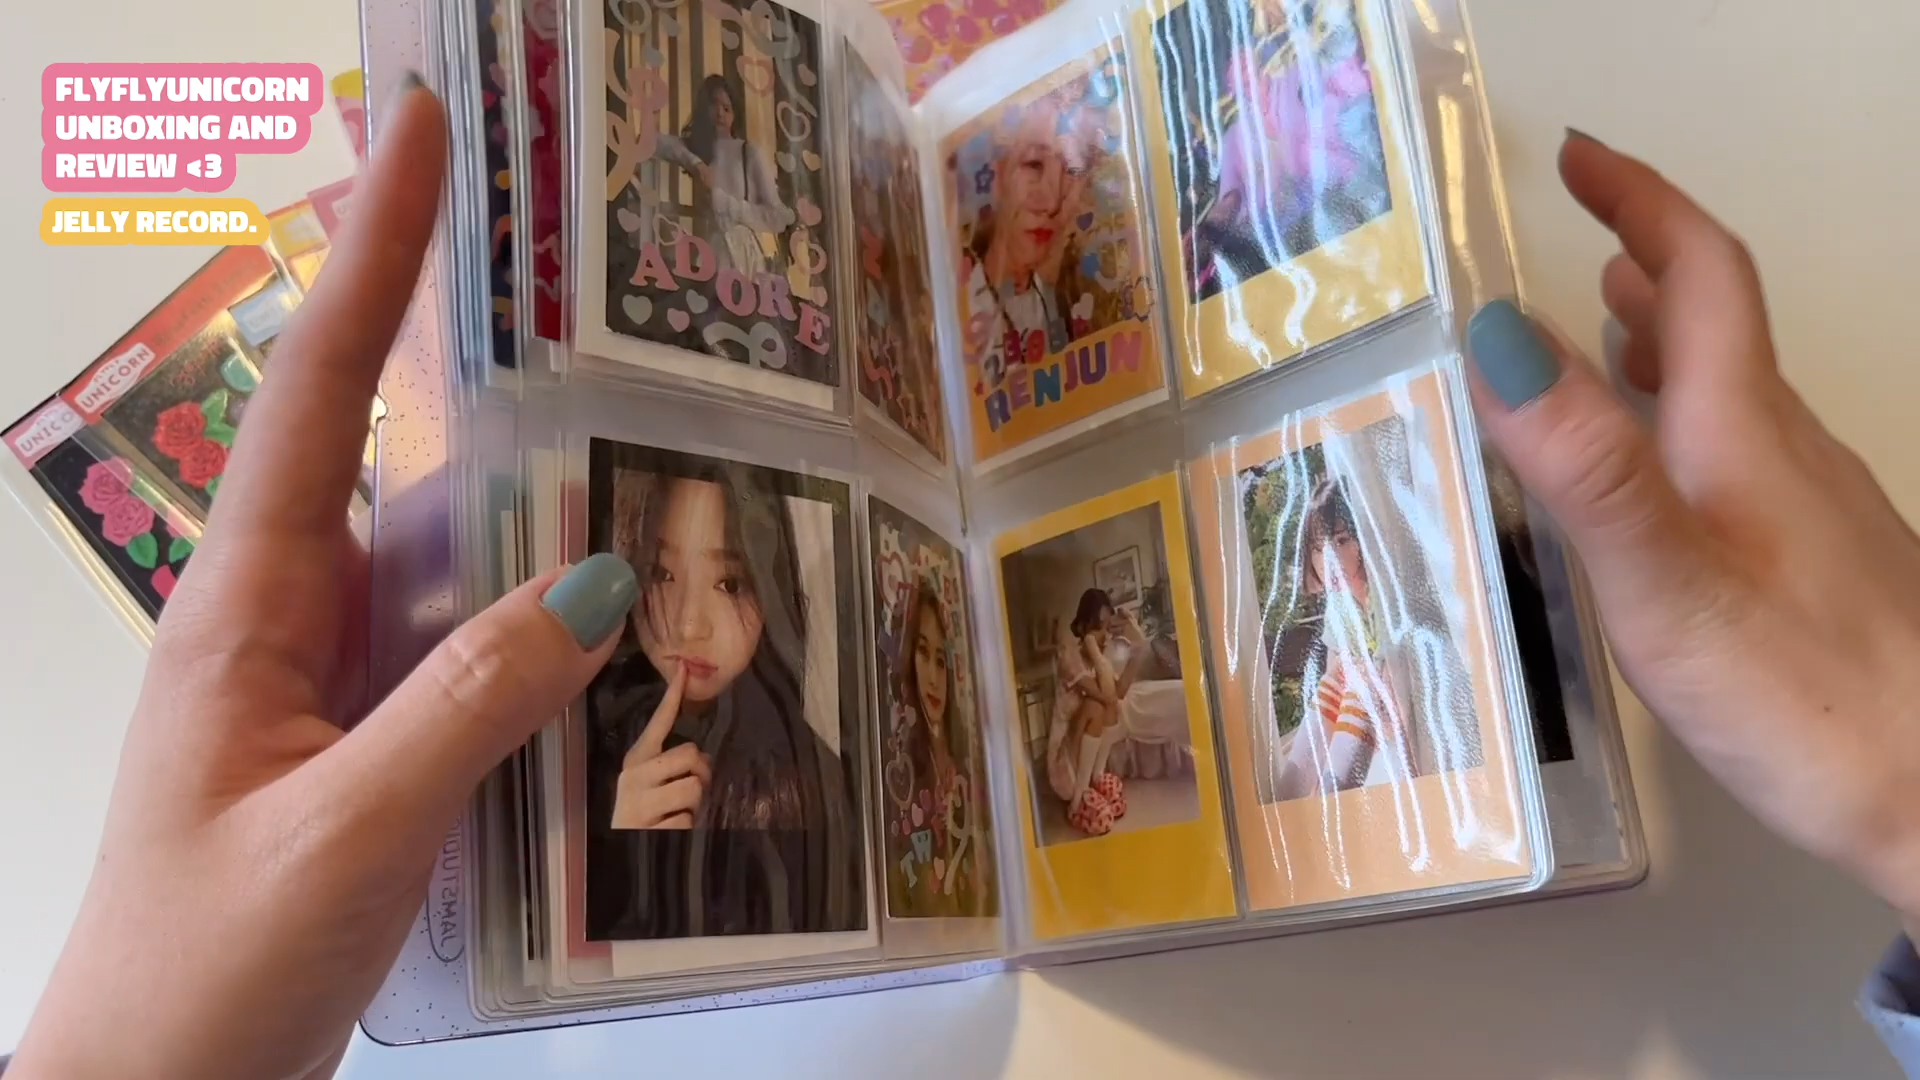 FLYFLYUNICORN
UNBOXING AND
REVIEW <3
JELLY RECORD.
ADORE
RENJUN
UNICORN
UNICO